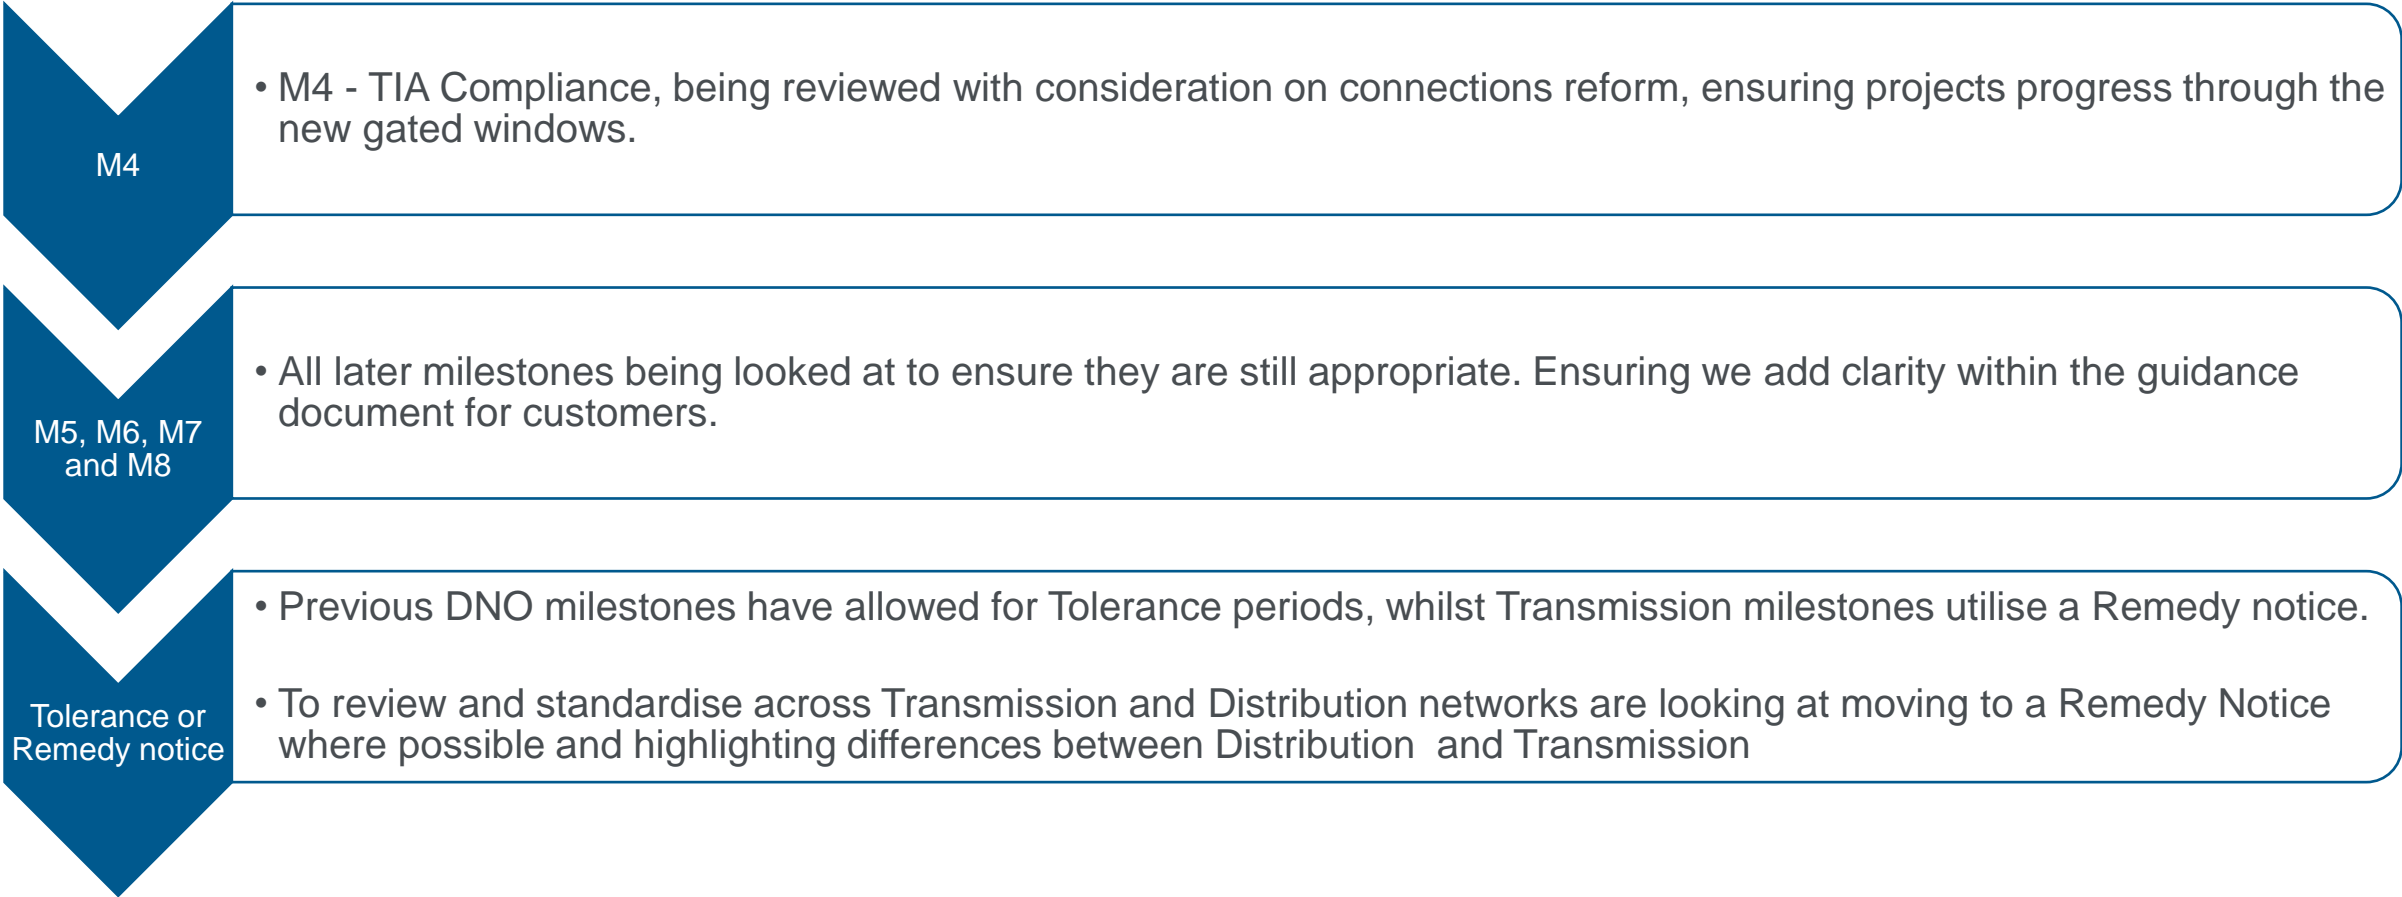 M4
• M4 - TIA Compliance, being reviewed with consideration on connections reform, ensuring projects progress through the
new gated windows.
M5, M6, M7
and M8
• All later milestones being looked at to ensure they are still appropriate. Ensuring we add clarity within the guidance
document for customers.
Tolerance or
Remedy notice
• Previous DNO milestones have allowed for Tolerance periods, whilst Transmission milestones utilise a Remedy notice.
• To review and standardise across Transmission and Distribution networks are looking at moving to a Remedy Notice
where possible and highlighting differences between Distribution  and Transmission